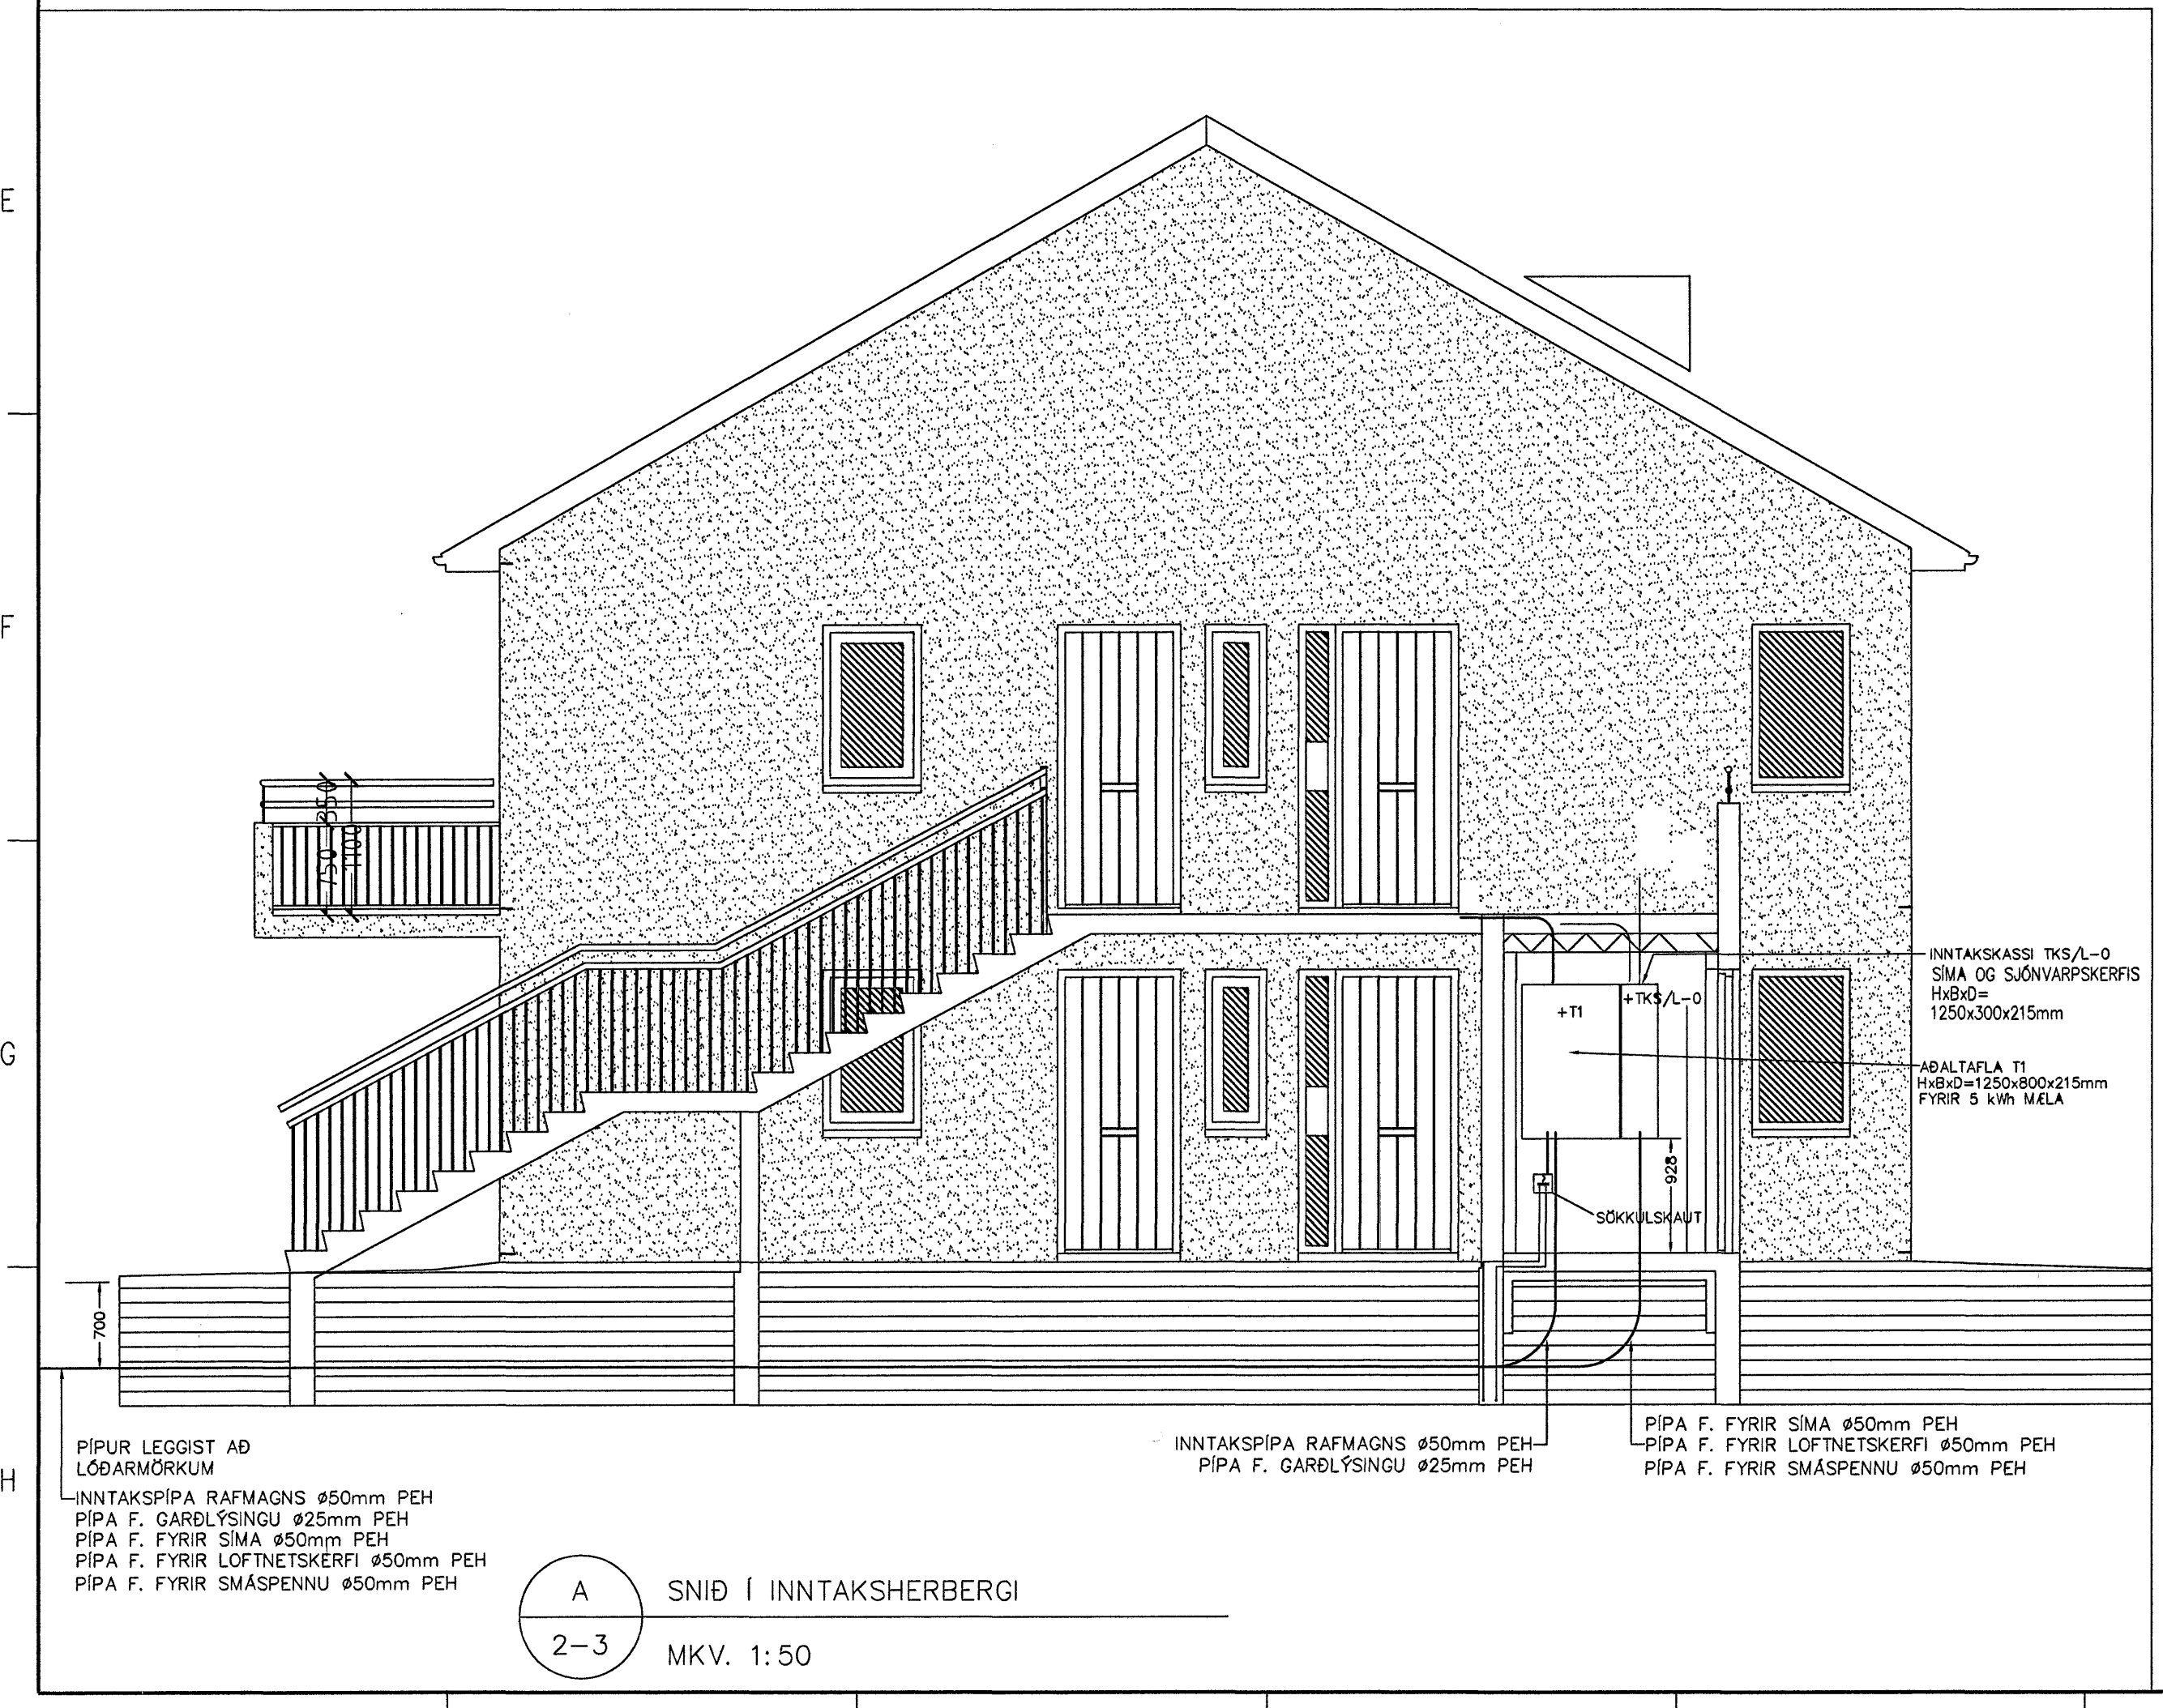 E
F
G
H
350
750
1100
INNTAKSKASSI TKS/L-0
SÍMA OG SJÓNVARPSKERFIS
HxBxD=
1250x300x215mm
+TKS/L-0
+T1
AÐALTAFLA T1
HxBxD=1250x800x215mm
FYRIR 5 kWh MÆLA
928
SÖKKULSKAUT
700
PÍPUR LEGGIST AÐ
LÓÐARMÖRKUM
INNTAKSPÍPA RAFMAGNS ø50mm PEH
PÍPA F. GARÐLÝSINGU ø25mm PEH
PÍPA F. FYRIR SÍMA ø50mm PEH
PÍPA F. FYRIR LOFTNETSKERFI ø50mm PEH
PÍPA F. FYRIR SMÁSPENNU ø50mm PEH
INNTAKSPÍPA RAFMAGNS ø50mm PEH
PÍPA F. GARÐLÝSINGU ø25mm PEH
PÍPA F. FYRIR SÍMA ø50mm PEH
PÍPA F. FYRIR LOFTNETSKERFI ø50mm PEH
PÍPA F. FYRIR SMÁSPENNU ø50mm PEH
A
2-3
SNIÐ Í INNTAKSHERBERGI
MKV. 1:50